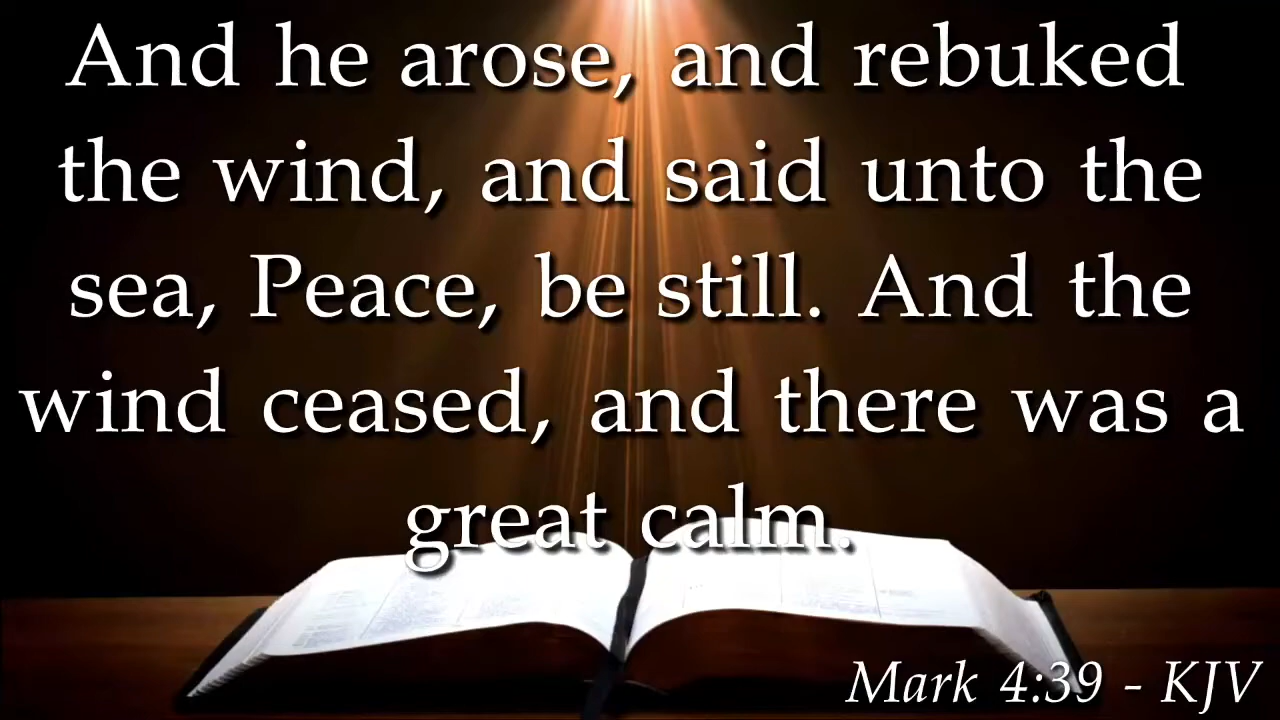 And he arose, and rebuked
the wind, and said unto the
sea, Peace, be still. And the
wind ceased, and there was a
great calm.
Mark 4:39 - KJV